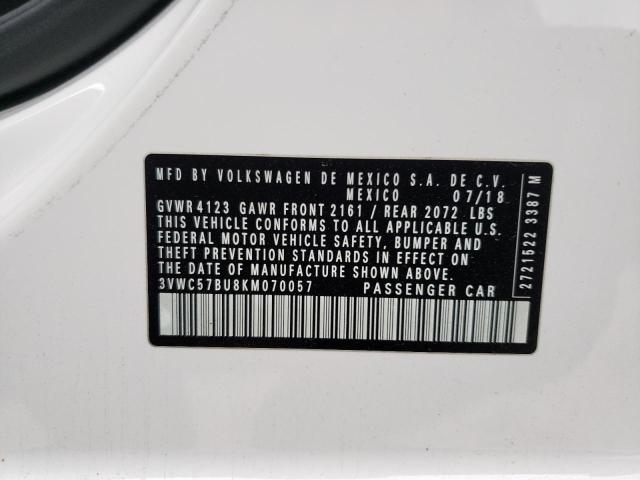 MFD BY VOLKSWAGEN DE MEXICO S.A. DE C.V.
MEXICO 07/18
GVWR 4123 GAWR FRONT 2161 / REAR 2072 LBS
THIS VEHICLE CONFORMS TO ALL APPLICABLE U.S.
FEDERAL MOTOR VEHICLE SAFETY, BUMPER AND
THEFT PREVENTION STANDARDS IN EFFECT ON
THE DATE OF MANUFACTURE SHOWN ABOVE.
3VWC57BU8KM070057 PASSENGER CAR
2721522 3387 M